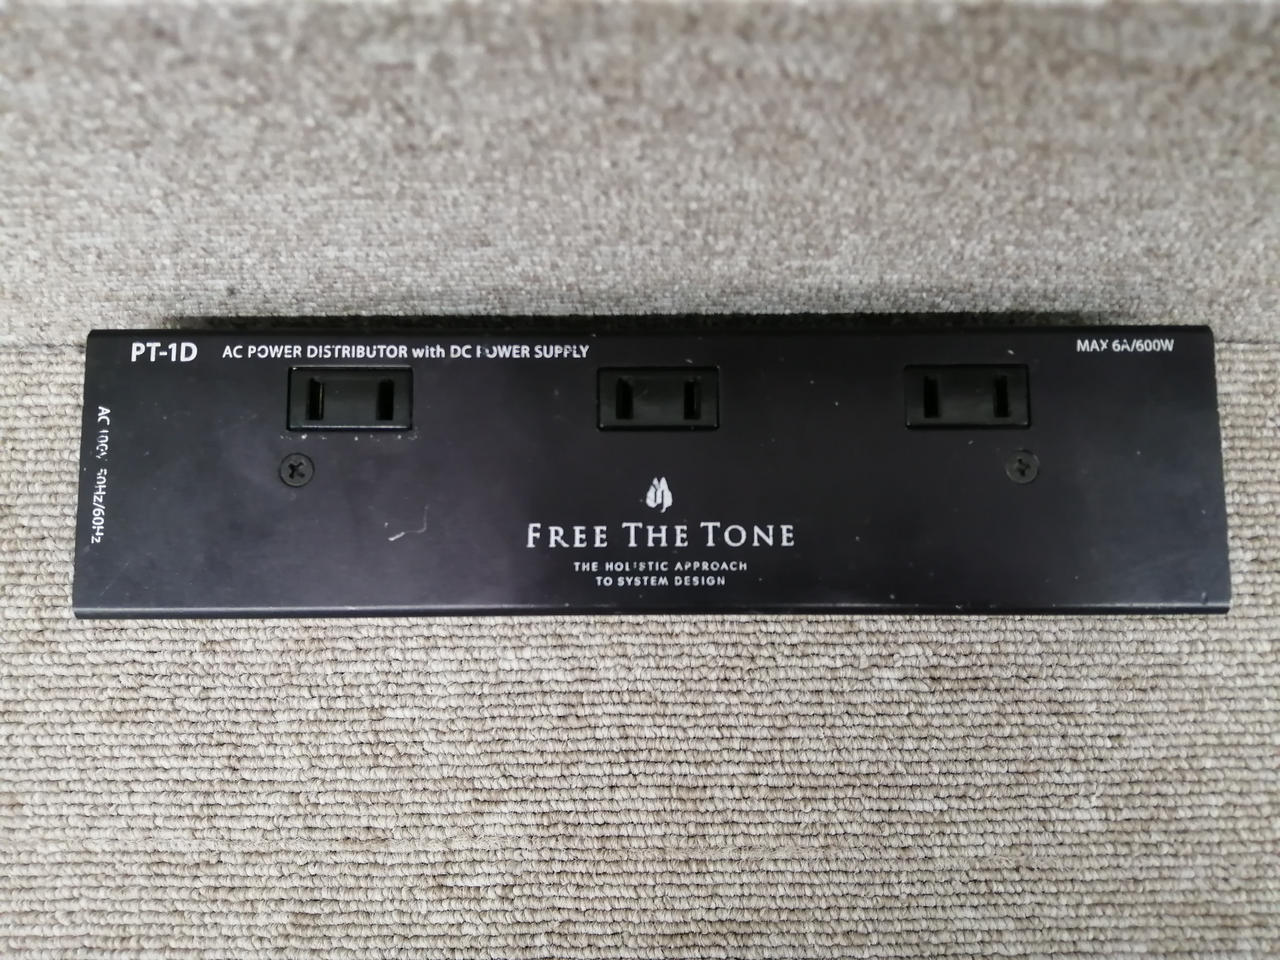 PT-1D AC POWER DISTRIBUTOR with DC POWER SUPPLY
MAX 6A/600W
AC 100V 50Hz/60Hz
FREE THE TONE
THE HOLISTIC APPROACH
TO SYSTEM DESIGN